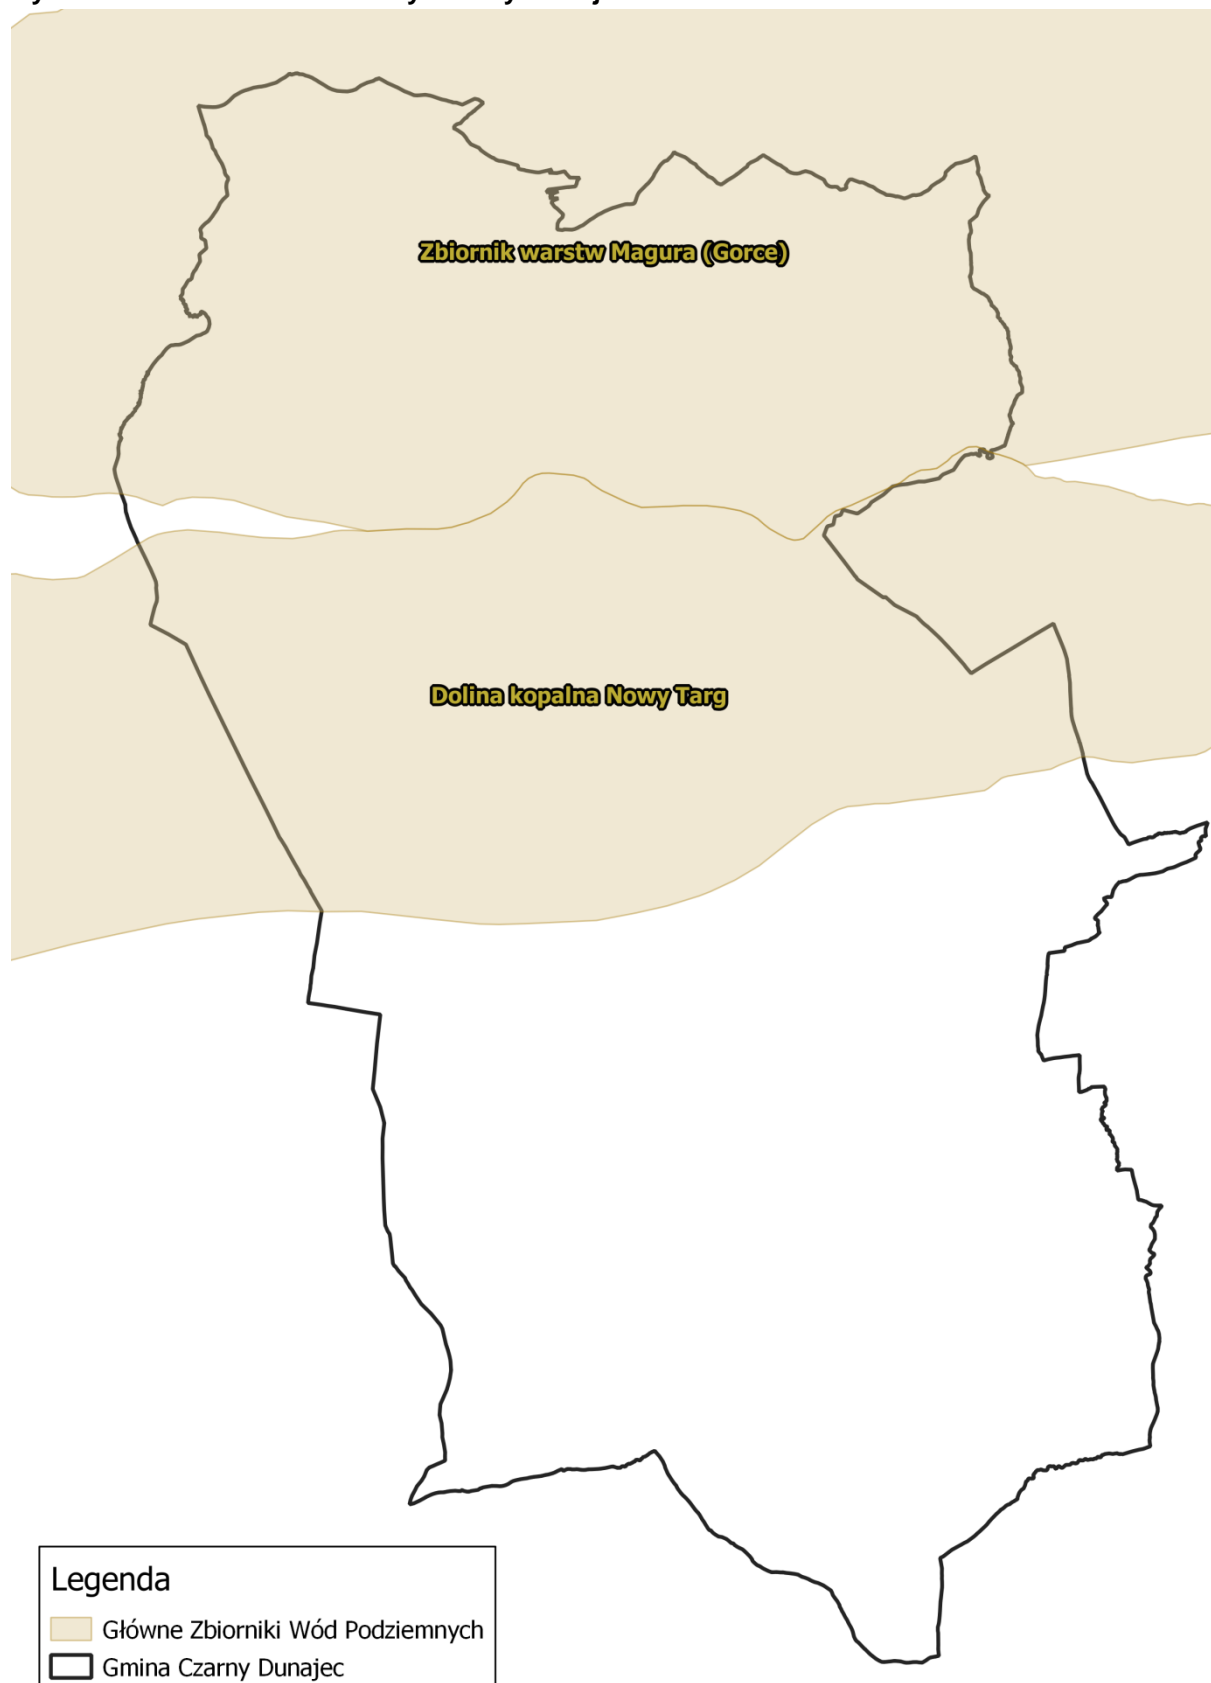 Zbiornik warstw Magura (Gorce)
Dolina kopalna Nowy Targ
Legenda
Główne Zbiorniki Wód Podziemnych
Gmina Czarny Dunajec